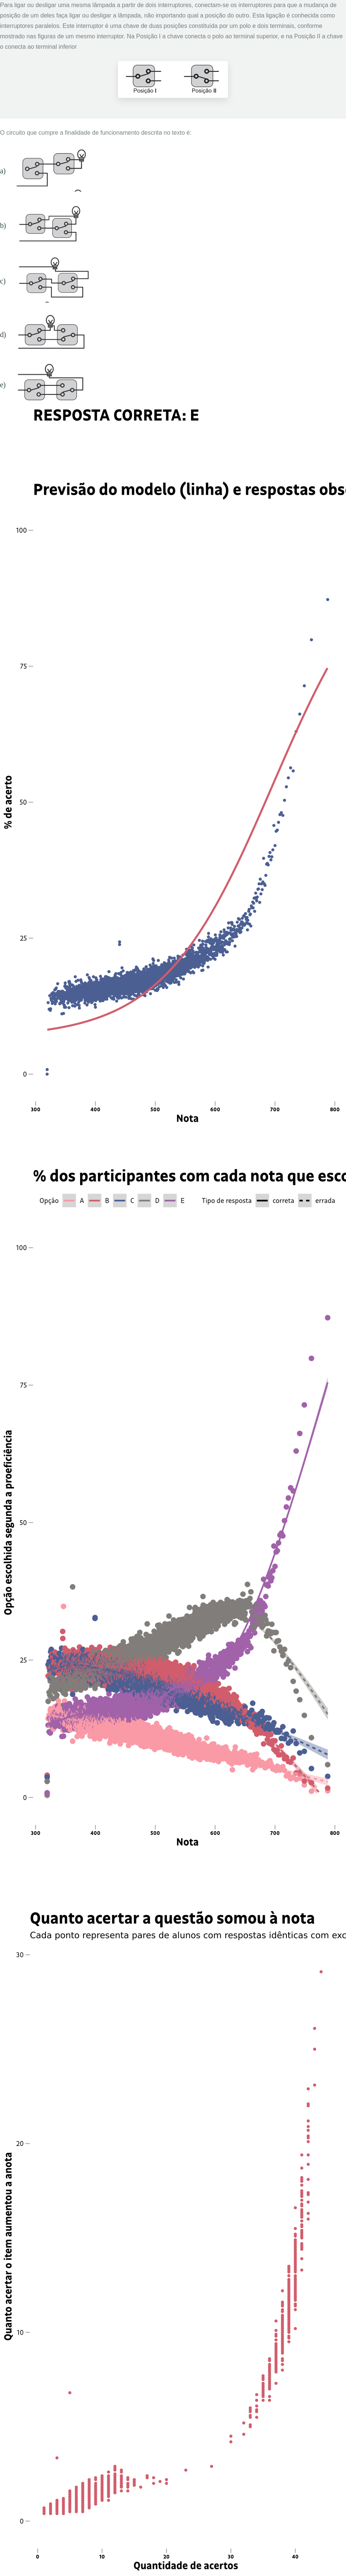 Para ligar ou desligar uma mesma lâmpada a partir de dois interruptores, conectam-se os interruptores para que a mudança de
posição de um deles faça ligar ou desligar a lâmpada, não importando qual a posição do outro. Esta ligação é conhecida como
interruptores paralelos. Este interruptor é uma chave de duas posições constituída por um polo e dois terminais, conforme
mostrado nas figuras de um mesmo interruptor. Na Posição I a chave conecta o polo ao terminal superior, e na Posição II a chave
o conecta ao terminal inferior
Posição I Posição II
O circuito que cumpre a finalidade de funcionamento descrita no texto é:
a)
b)
c)
d)
e)
RESPOSTA CORRETA: E
Previsão do modelo (linha) e respostas obs
100
75
50
25
0
% de acerto
300 400 500 600 700 800
Nota
% dos participantes com cada nota que esco
Opção A B C D E Tipo de resposta correta errada
100
75
50
25
0
Opção escolhida segunda a proeficiência
300 400 500 600 700 800
Nota
Quanto acertar a questão somou à nota
Cada ponto representa pares de alunos com respostas idênticas com exc
30
20
10
0
Quanto acertar o item aumentou a anota
0 10 20 30 40
Quantidade de acertos